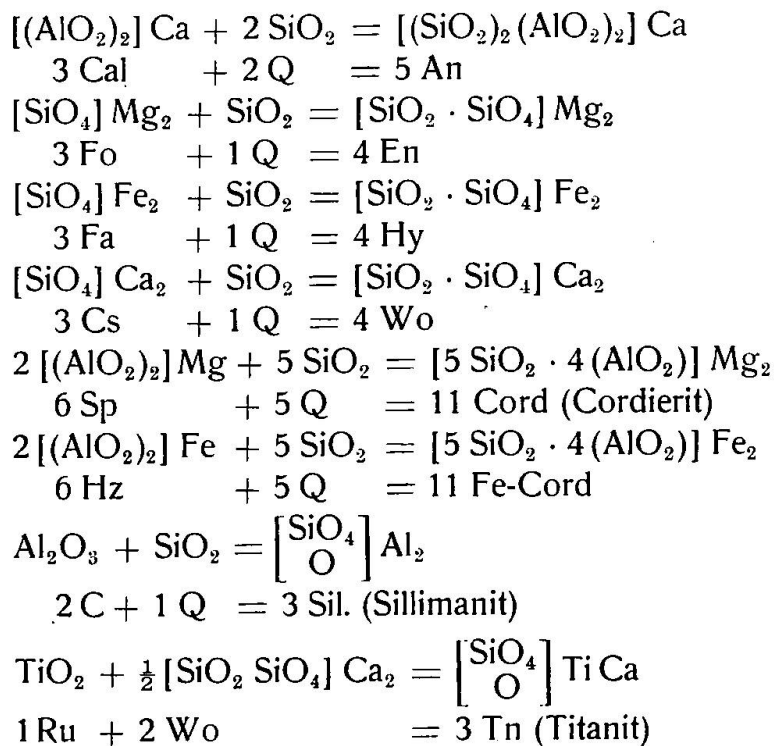 [(AlO₂)₂] Ca + 2 SiO₂ = [(SiO₂)₂ (AlO₂)₂] Ca
3 Cal + 2 Q = 5 An
[SiO₄] Mg₂ + SiO₂ = [SiO₂ · SiO₄] Mg₂
3 Fo + 1 Q = 4 En
[SiO₄] Fe₂ + SiO₂ = [SiO₂ · SiO₄] Fe₂
3 Fa + 1 Q = 4 Hy
[SiO₄] Ca₂ + SiO₂ = [SiO₂ · SiO₄] Ca₂
3 Cs + 1 Q = 4 Wo
2 [(AlO₂)₂] Mg + 5 SiO₂ = [5 SiO₂ · 4 (AlO₂)] Mg₂
6 Sp + 5 Q = 11 Cord (Cordierit)
2 [(AlO₂)₂] Fe + 5 SiO₂ = [5 SiO₂ · 4 (AlO₂)] Fe₂
6 Hz + 5 Q = 11 Fe-Cord
Al₂O₃ + SiO₂ = [SiO₄ O] Al₂
2 C + 1 Q = 3 Sil. (Sillimanit)
TiO₂ + ½ [SiO₂ SiO₄] Ca₂ = [SiO₄ O] Ti Ca
1 Ru + 2 Wo = 3 Tn (Titanit)